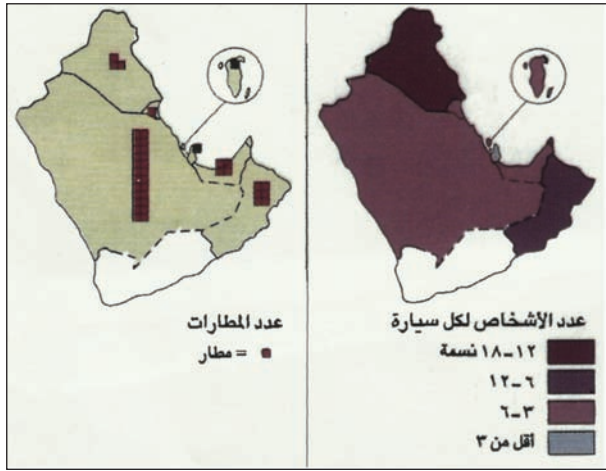 عدد الأشخاص لكل سيارة
١٢-١٨ نسمة
٦-١٢
٣-٦
أقل من ٣
عدد المطارات
= مطار